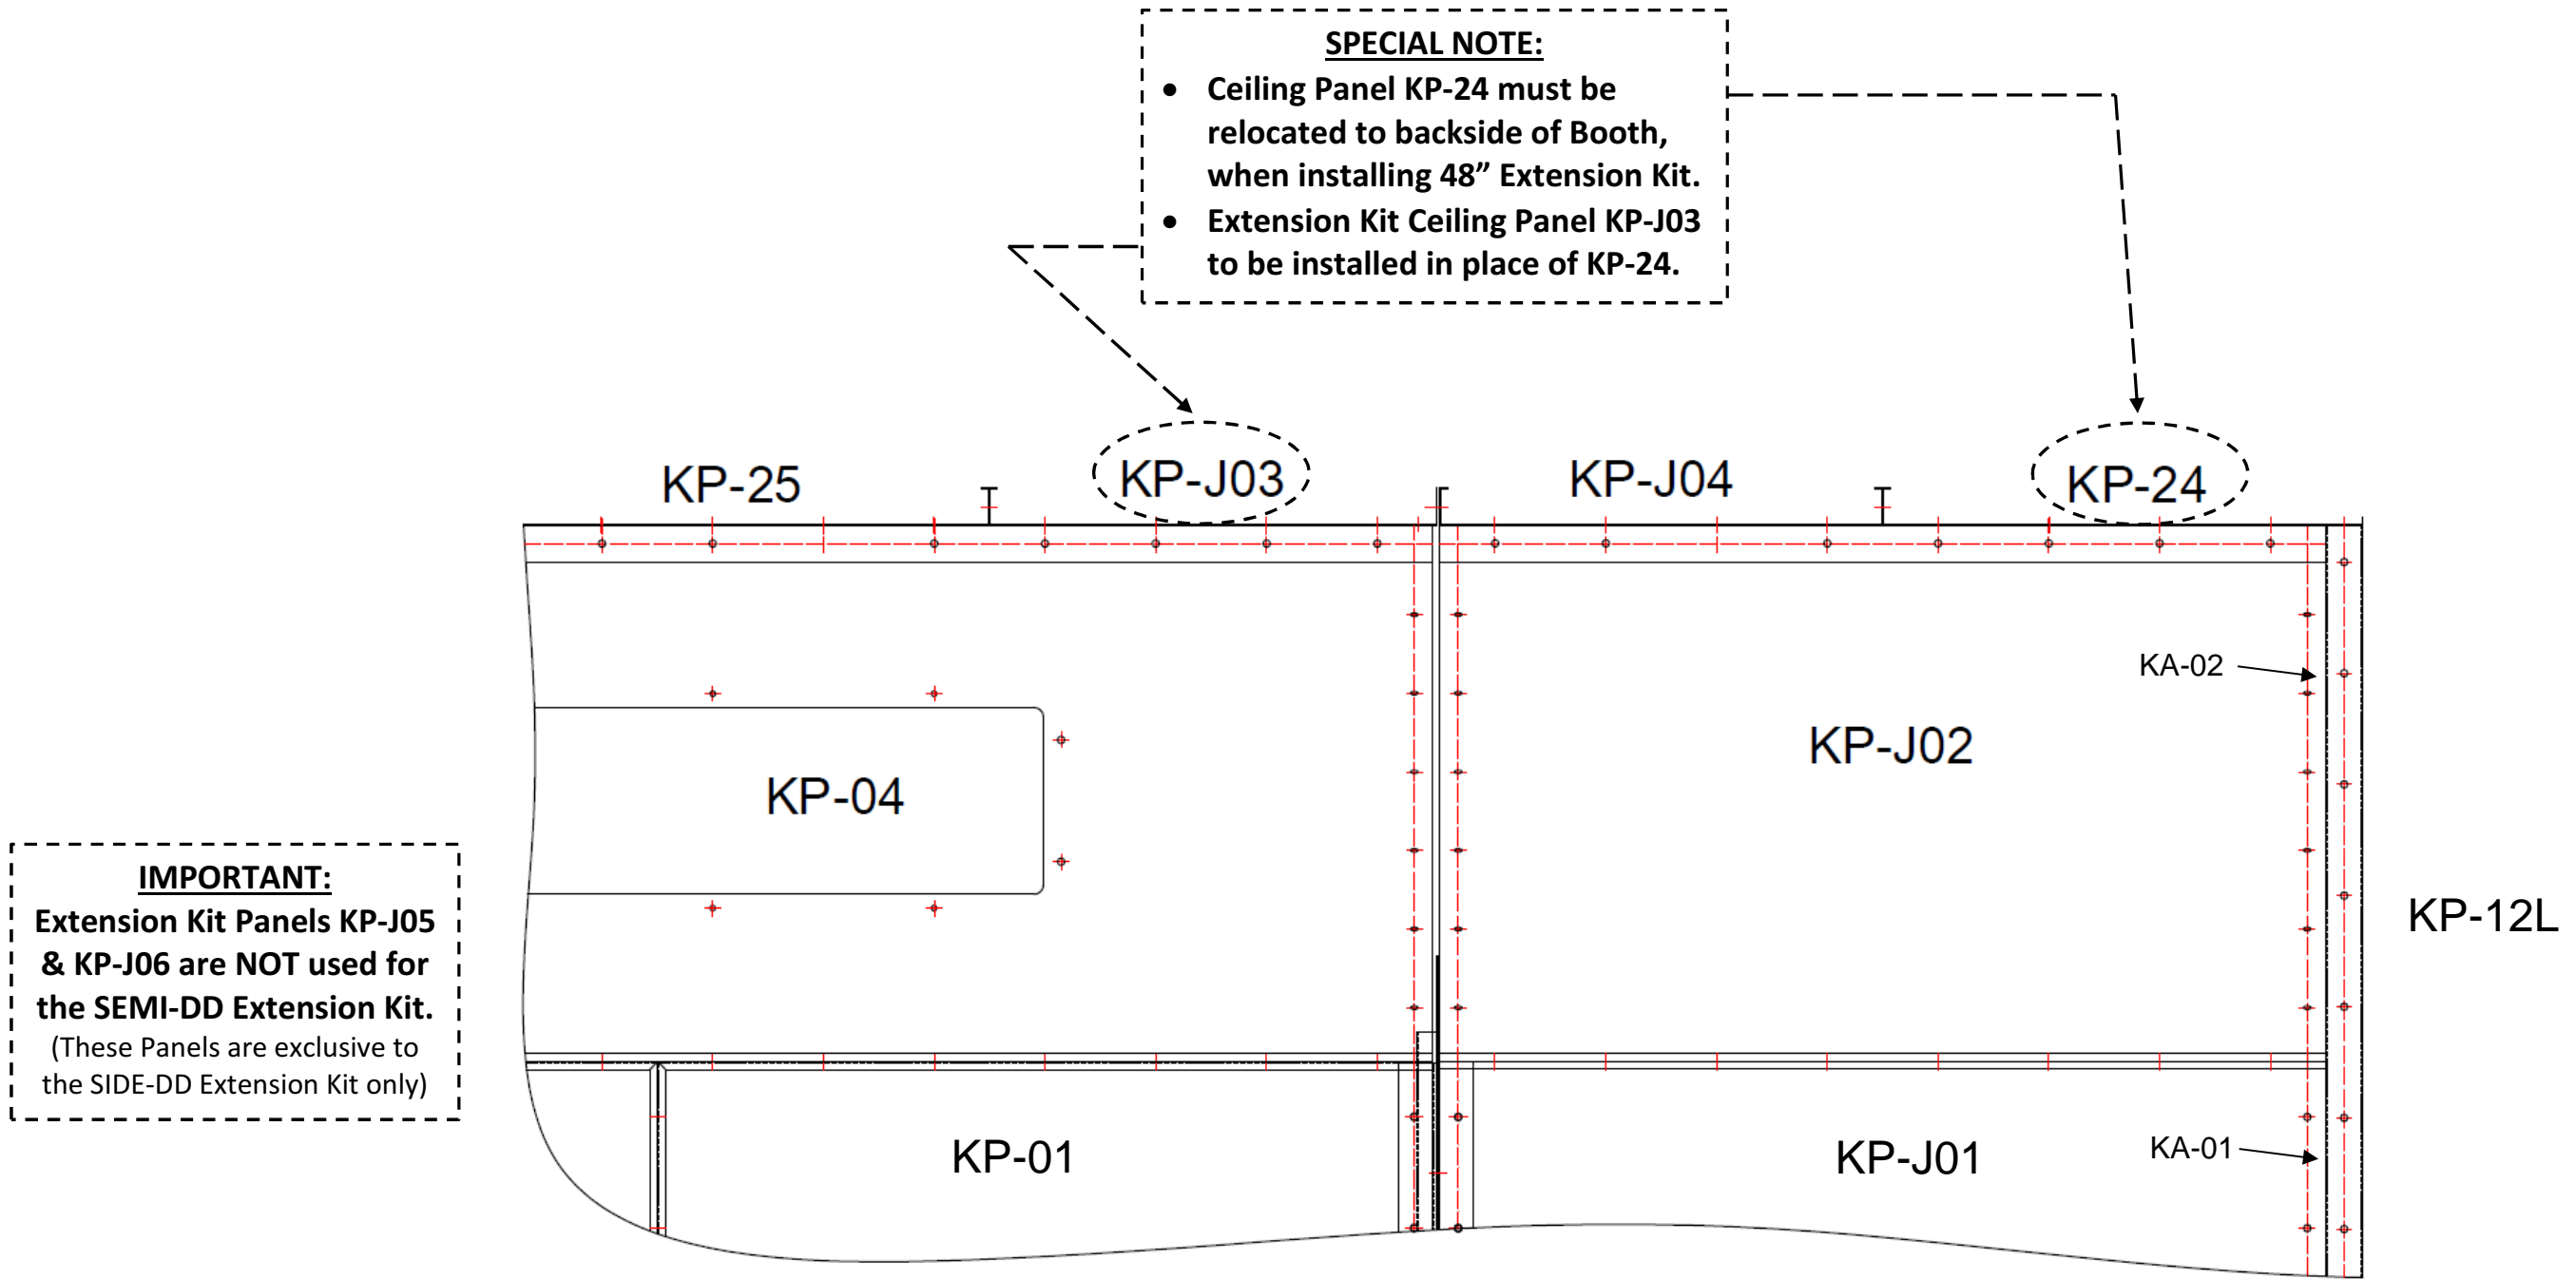 SPECIAL NOTE:
• Ceiling Panel KP-24 must be
relocated to backside of Booth,
when installing 48” Extension Kit.
• Extension Kit Ceiling Panel KP-J03
to be installed in place of KP-24.
KP-25
KP-J03
KP-J04
KP-24
KA-02
KP-J02
KP-04
KP-12L
IMPORTANT:
Extension Kit Panels KP-J05
& KP-J06 are NOT used for
the SEMI-DD Extension Kit.
(These Panels are exclusive to
the SIDE-DD Extension Kit only)
KP-01
KP-J01
KA-01